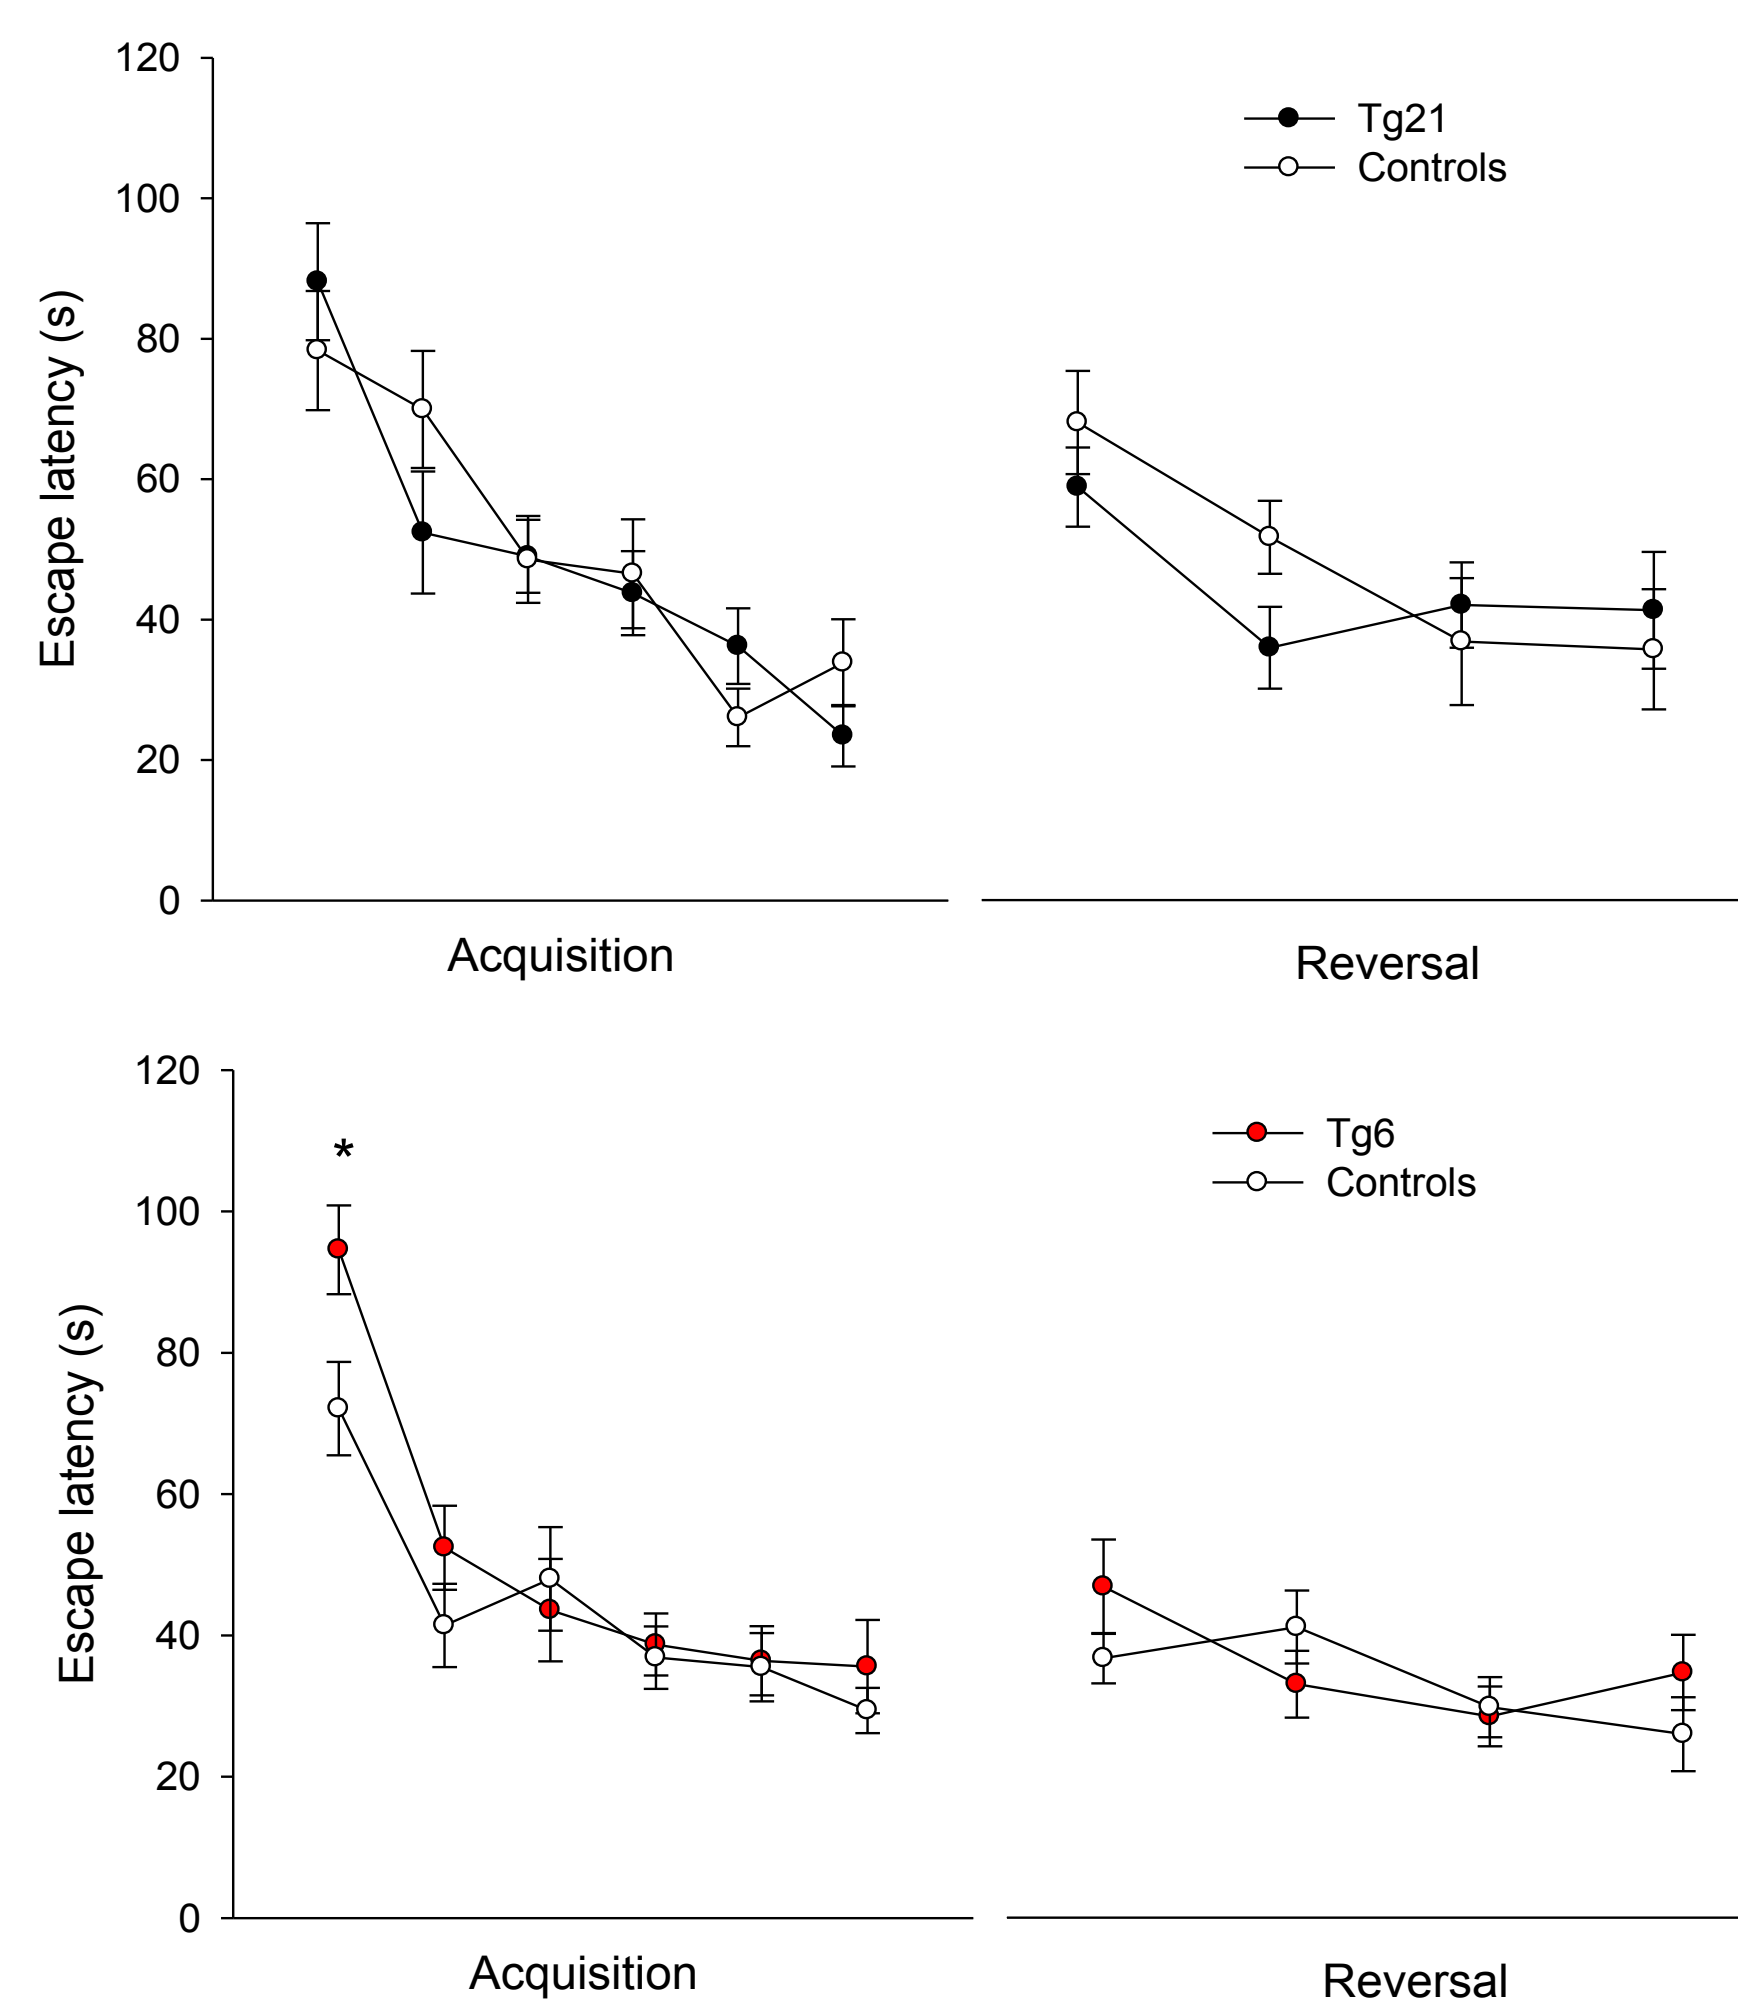 120
100
80
60
40
20
0
Escape latency (s)
Tg21
Controls
Acquisition
Reversal
120
100
80
60
40
20
0
Escape latency (s)
*
Tg6
Controls
Acquisition
Reversal